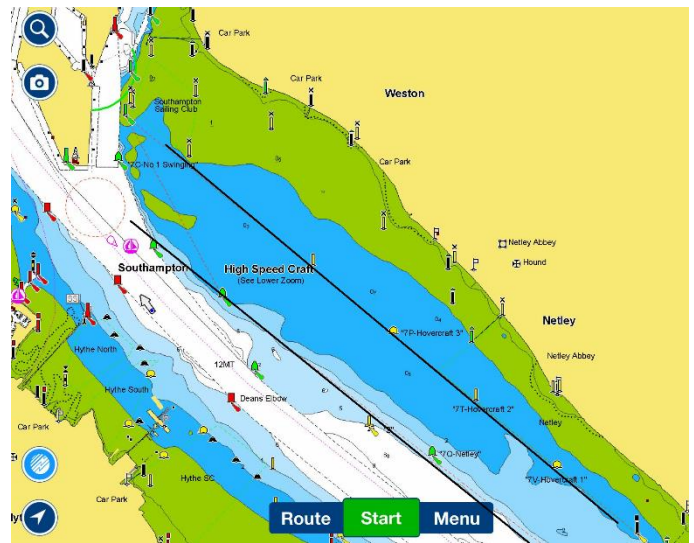 Car Park
Car Park
Weston
Southampton
Sailing Club
"7C-No 1 Swinging"
Car Park
Netley Abbey
Hound
Southampton
High Speed Craft
(See Lower Zoom)
"7P-Hovercraft 3"
Netley
Hythe North
12MT
Netley Abbey
Hythe South
Deans Elbow
"7T-Hovercraft 2"
Car Park
Netley
"7Q-Netley"
Hythe SC
"7V-Hovercraft 1"
Car Park
Route
Start
Menu